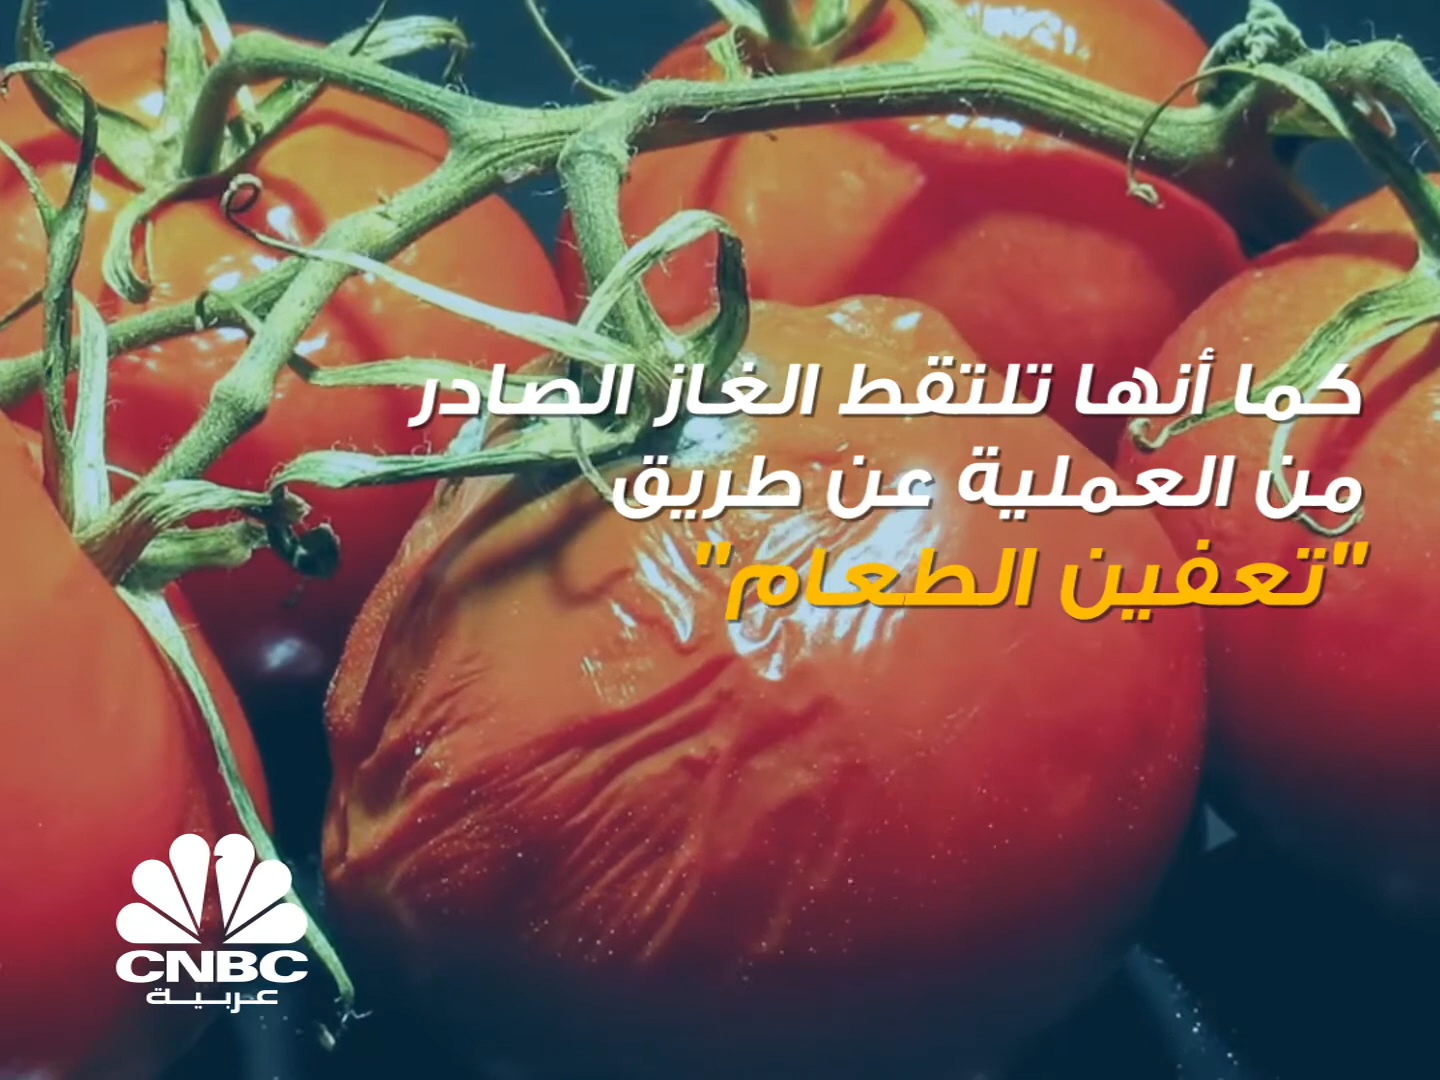 كما أنها تلتقط الغاز الصادر
من العملية عن طريق
"تعفين الطعام"
CNBC
عربية